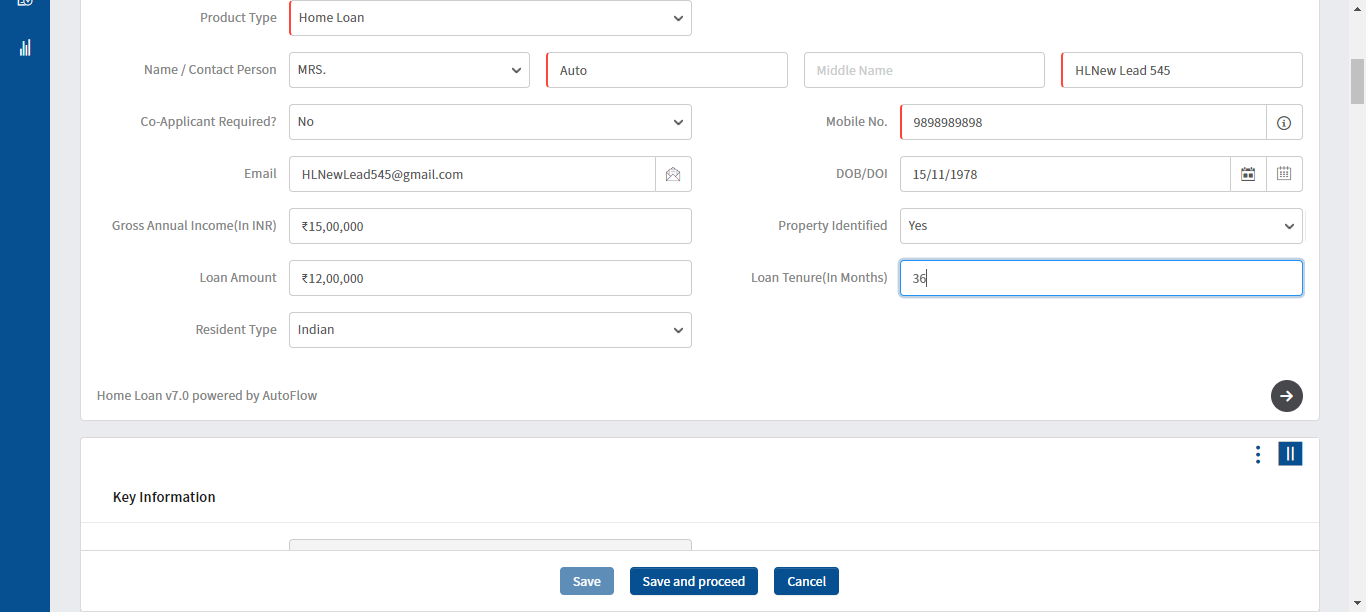 Product Type Home Loan
Name / Contact Person MRS. Auto Middle Name HLNew Lead 545
Co-Applicant Required? No Mobile No. 9898989898
Email HLNewLead545@gmail.com DOB/DOI 15/11/1978
Gross Annual Income(In INR) ₹15,00,000 Property Identified Yes
Loan Amount ₹12,00,000 Loan Tenure(In Months) 36
Resident Type Indian
Home Loan v7.0 powered by AutoFlow
Key Information
Save Save and proceed Cancel